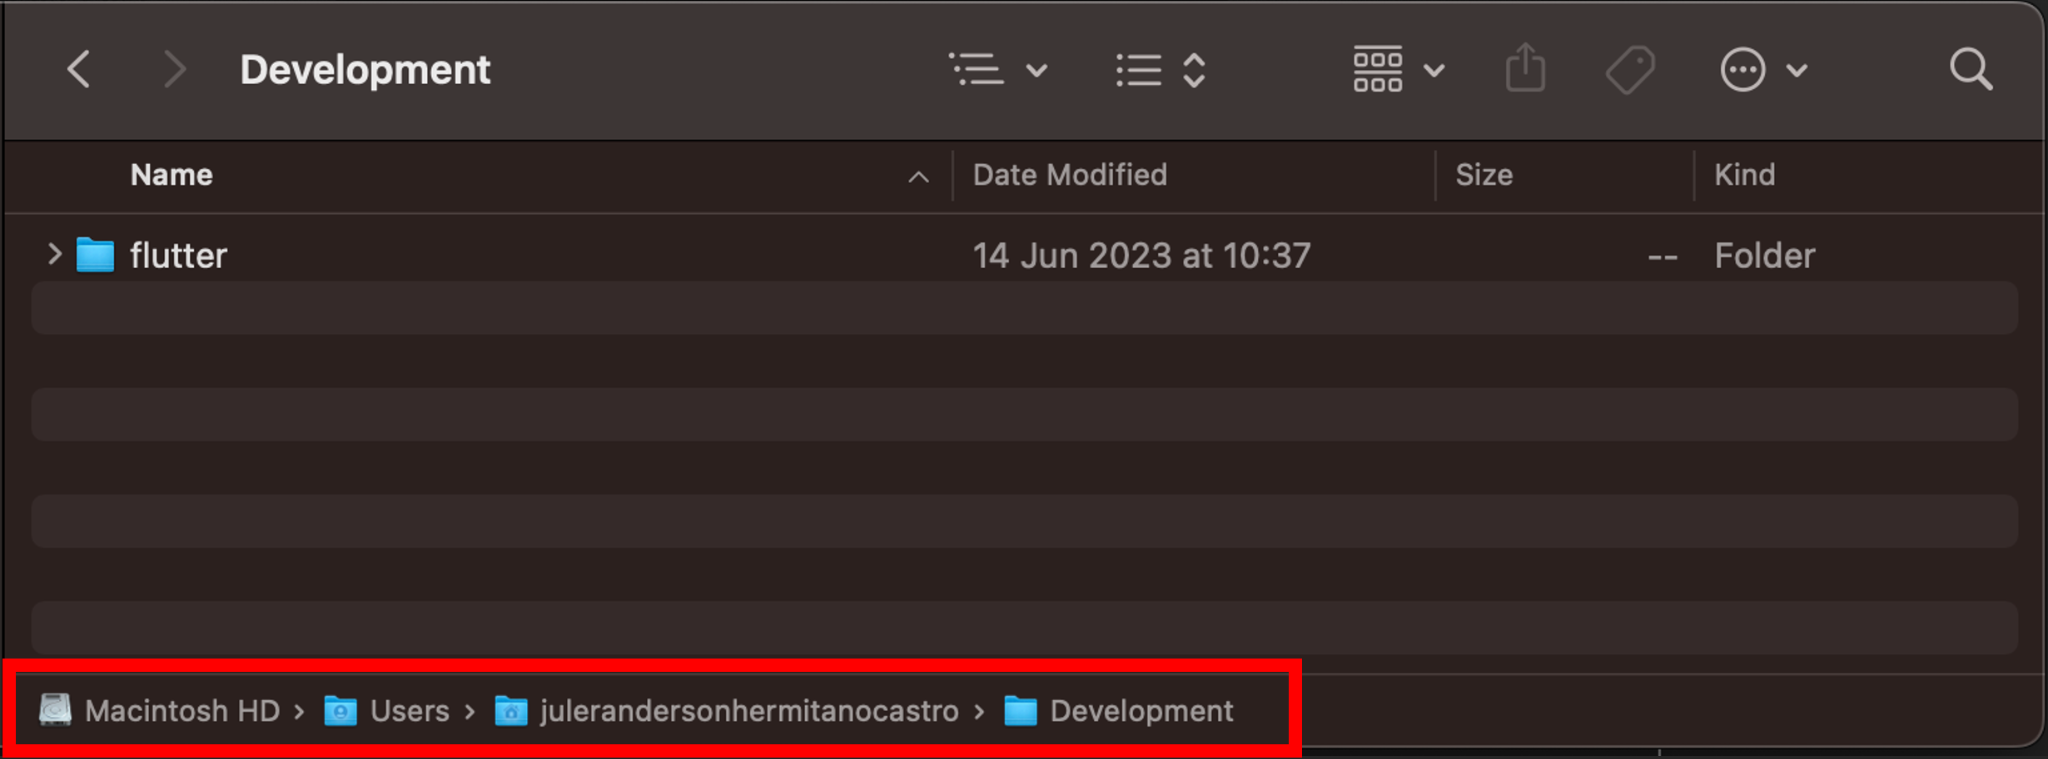 Development
Name Date Modified Size Kind
flutter 14 Jun 2023 at 10:37 -- Folder
Macintosh HD › Users › julerandersonhermitanocastro › Development